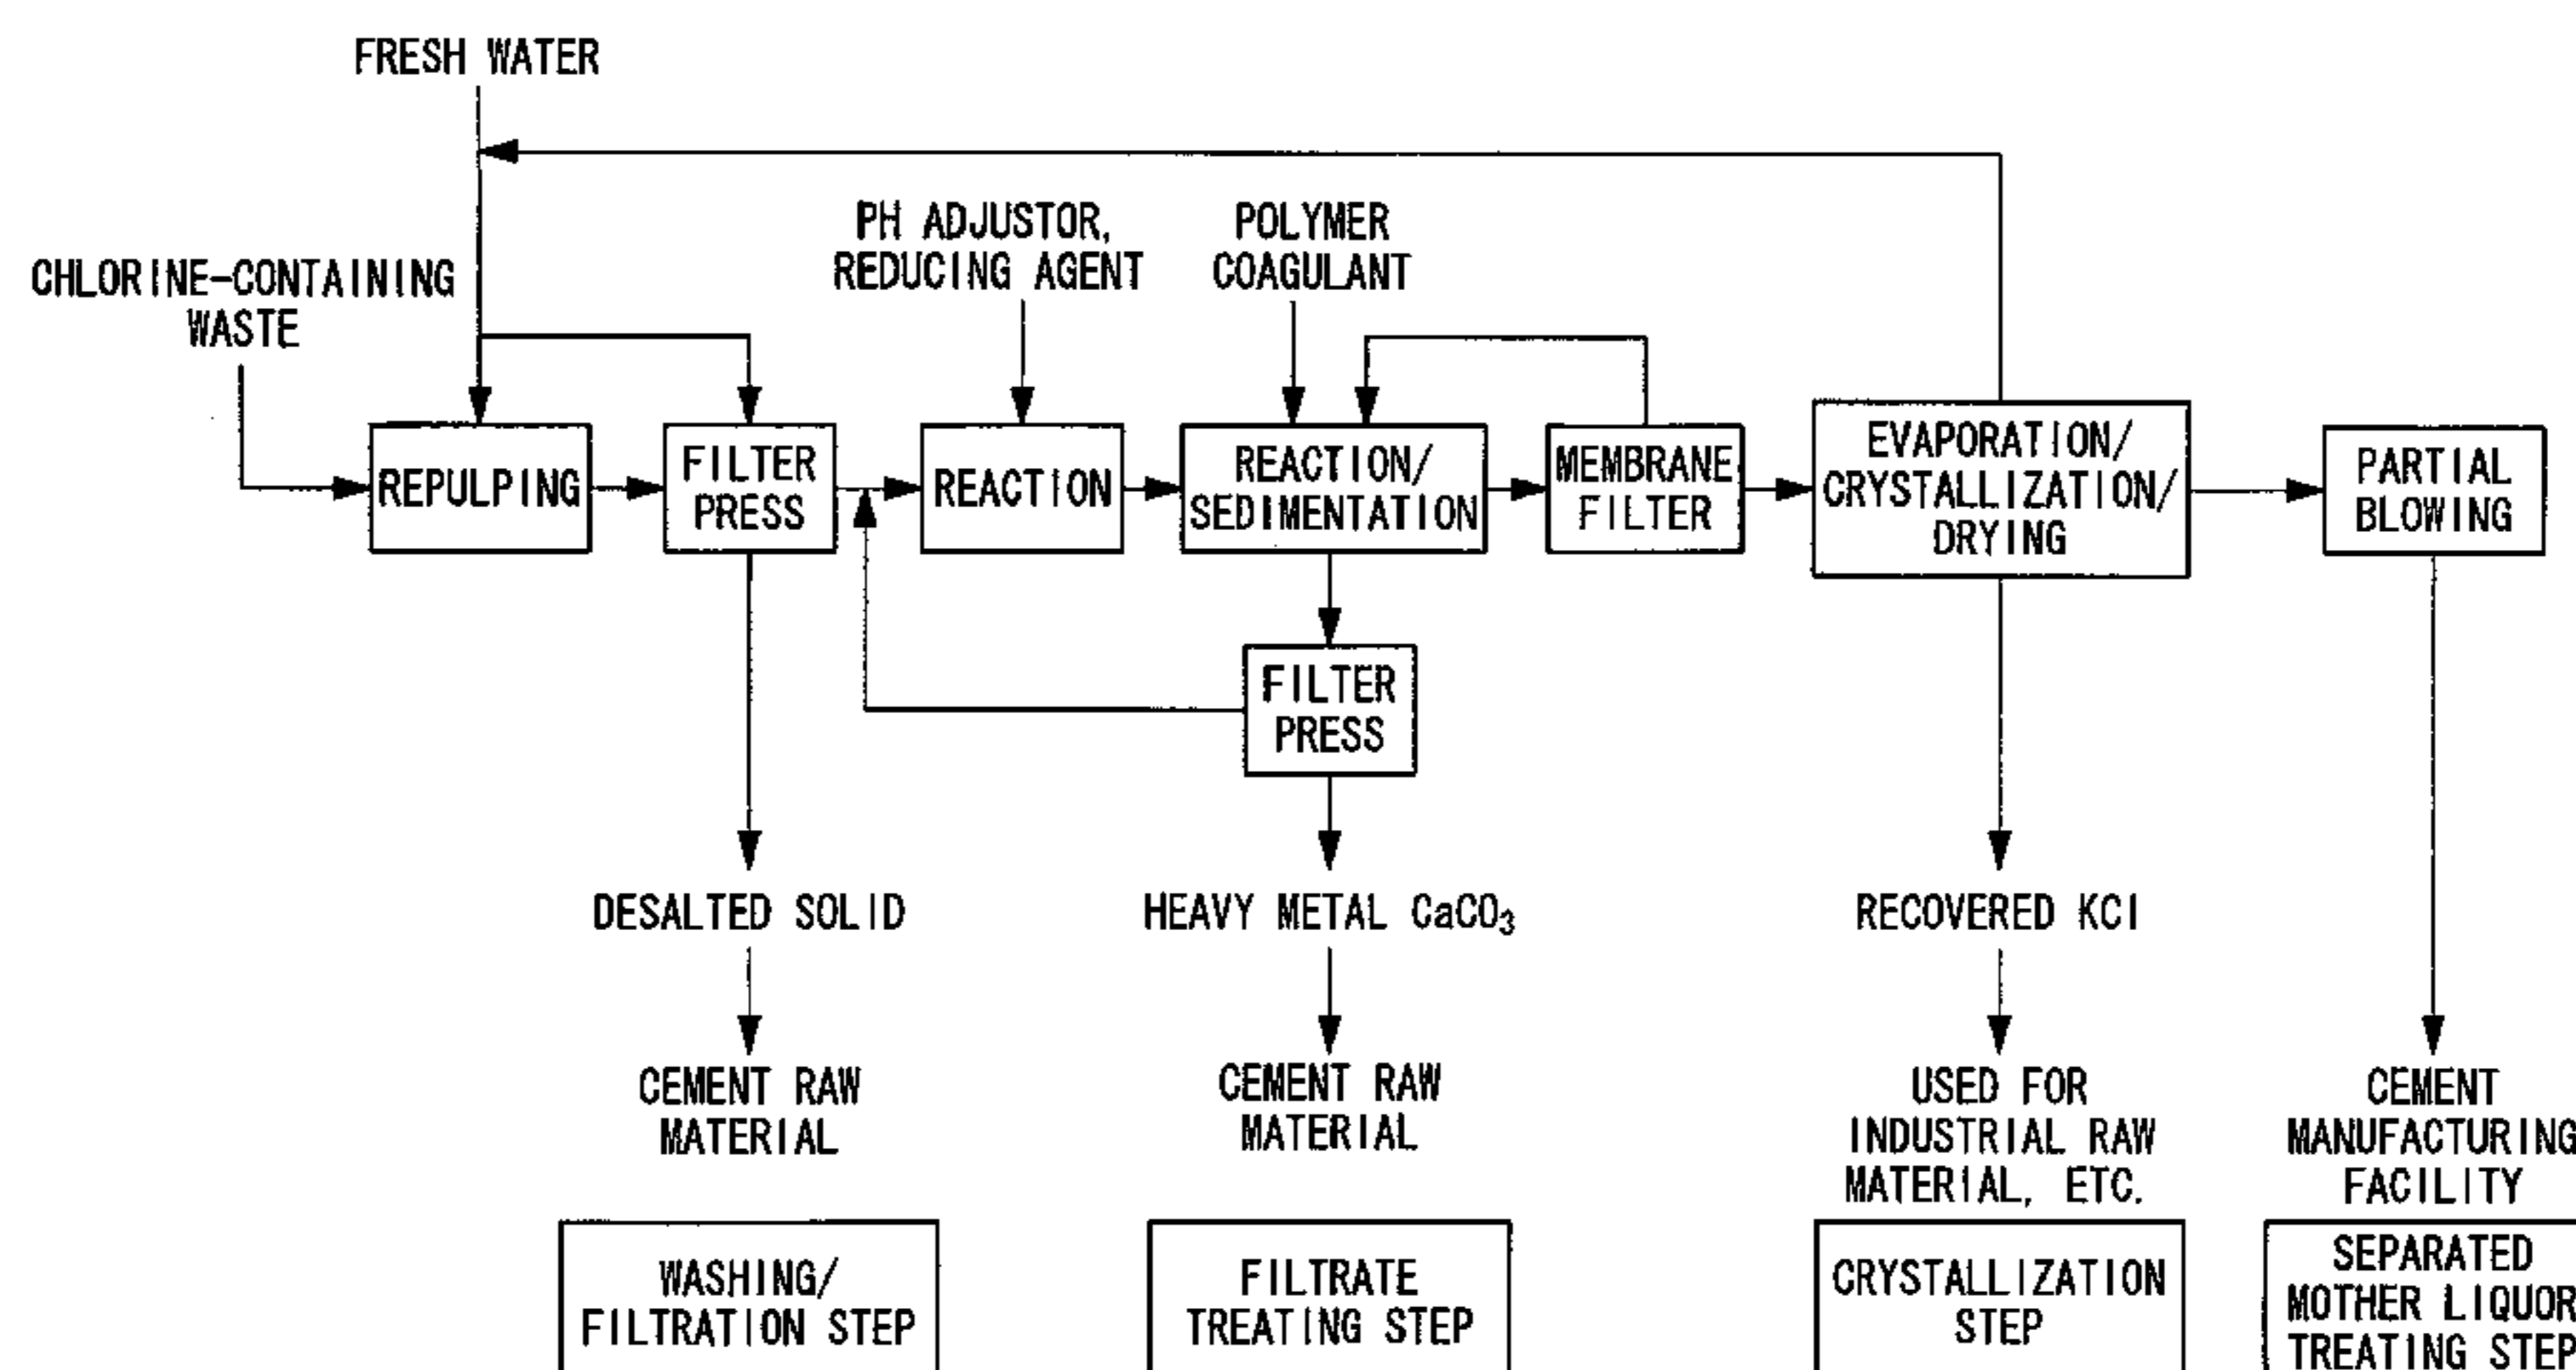 FRESH WATER
PH ADJUSTOR,
REDUCING AGENT
POLYMER
COAGULANT
CHLORINE-CONTAINING
WASTE
REPULPING
FILTER
PRESS
REACTION
REACTION/
SEDIMENTATION
MEMBRANE
FILTER
EVAPORATION/
CRYSTALLIZATION/
DRYING
PARTIAL
BLOWING
FILTER
PRESS
DESALTED SOLID
HEAVY METAL CaCO₃
RECOVERED KCl
CEMENT RAW
MATERIAL
CEMENT RAW
MATERIAL
USED FOR
INDUSTRIAL RAW
MATERIAL, ETC.
CEMENT
MANUFACTURING
FACILITY
WASHING/
FILTRATION STEP
FILTRATE
TREATING STEP
CRYSTALLIZATION
STEP
SEPARATED
MOTHER LIQUOR
TREATING STEP